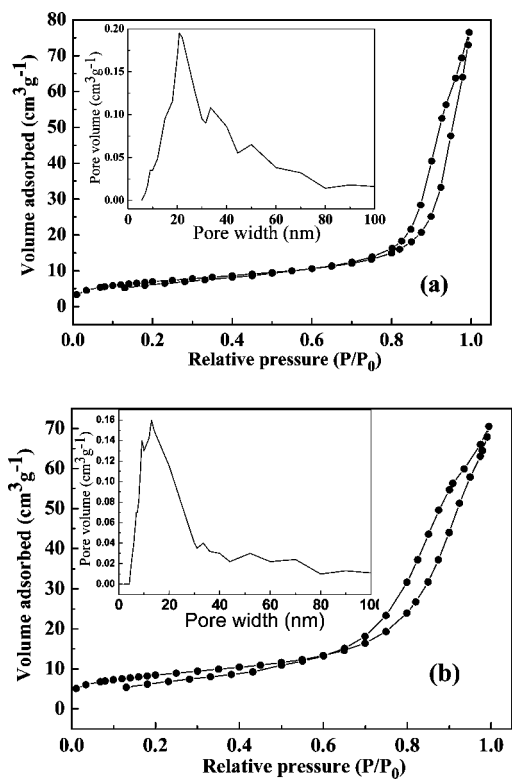 80
70
60
50
40
30
20
10
0
Volume adsorbed (cm3g-1)
0.20
0.15
0.10
0.05
0.00
Pore volume (cm3g-1)
0 20 40 60 80 100
Pore width (nm)
(a)
0.0 0.2 0.4 0.6 0.8 1.0
Relative pressure (P/P0)
70
60
50
40
30
20
10
0
Volume adsorbed (cm3g-1)
0.16
0.14
0.12
0.10
0.08
0.06
0.04
0.02
0.00
Pore volume (cm3g-1)
0 20 40 60 80 100
Pore width (nm)
(b)
0.0 0.2 0.4 0.6 0.8 1.0
Relative pressure (P/P0)